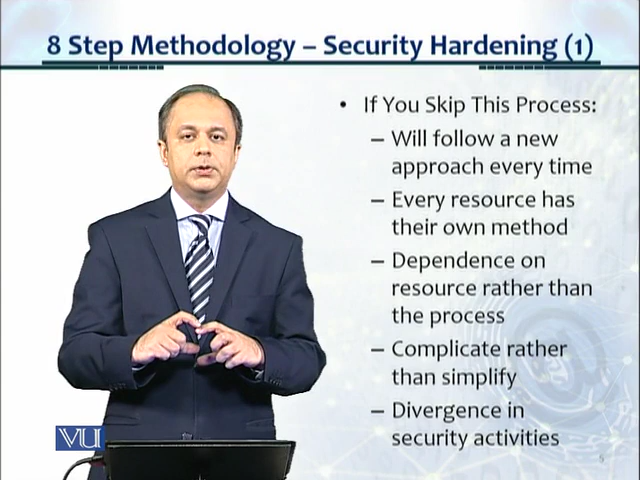 8 Step Methodology – Security Hardening (1)
• If You Skip This Process:
– Will follow a new
approach every time
– Every resource has
their own method
– Dependence on
resource rather than
the process
– Complicate rather
than simplify
– Divergence in
security activities
VU
6